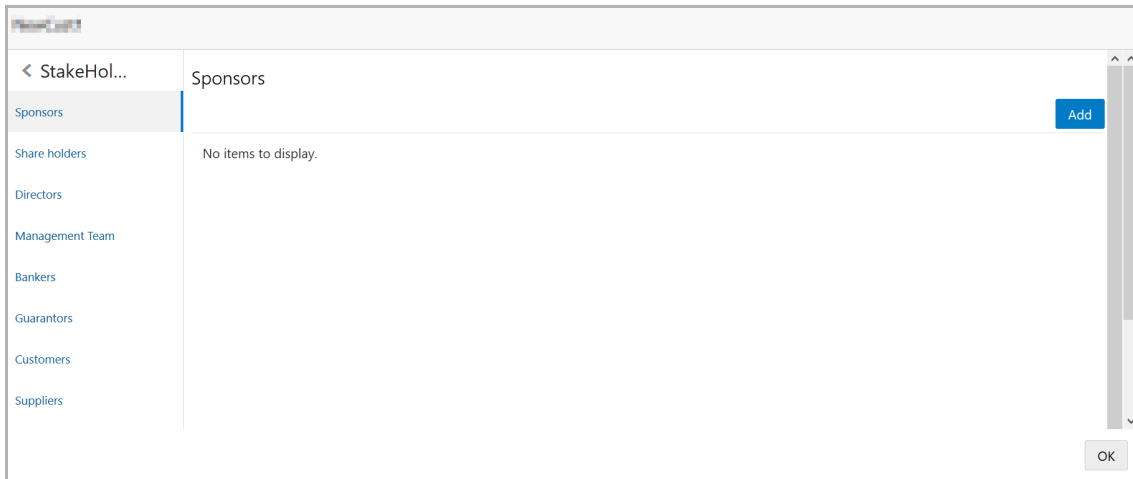 StakeHol...
Sponsors
Share holders
Directors
Management Team
Bankers
Guarantors
Customers
Suppliers
Sponsors
Add
No items to display.
OK